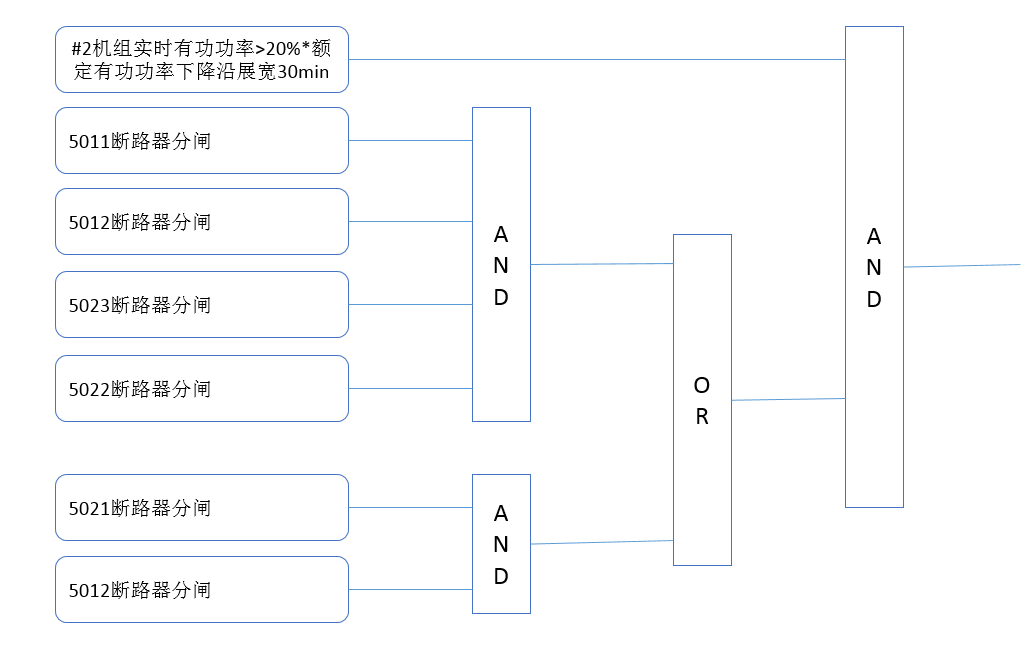 #2机组实时有功功率>20%*额
定有功功率下降沿展宽30min
5011断路器分闸
5012断路器分闸
5023断路器分闸
5022断路器分闸
AND
OR
AND
5021断路器分闸
5012断路器分闸
AND